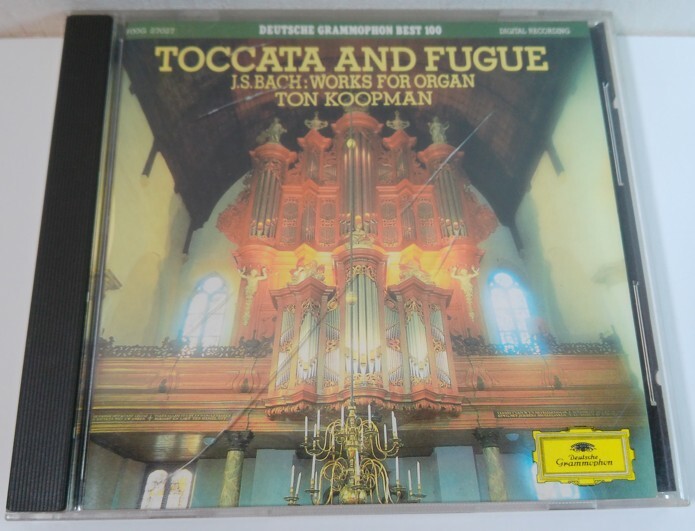 DEUTSCHE GRAMMOPHON BEST 100
DIGITAL RECORDING
TOCCATA AND FUGUE
J.S.BACH: WORKS FOR ORGAN
TON KOOPMAN
Deutsche
Grammophon